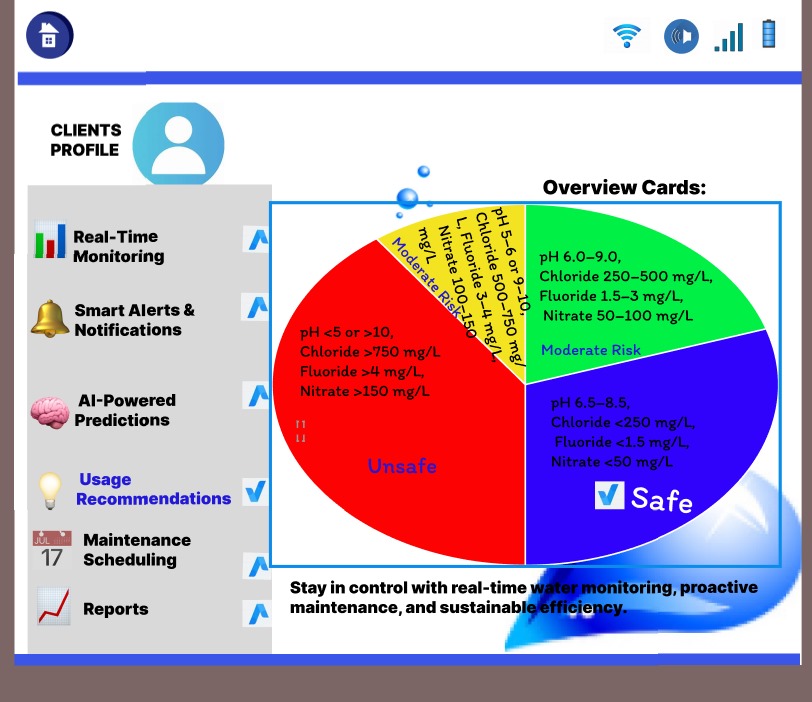 CLIENTS
PROFILE
Overview Cards:
Real-Time
Monitoring
Smart Alerts &
Notifications
AI-Powered
Predictions
Usage
Recommendations
JUL
17
Maintenance
Scheduling
Reports
pH 5–6 or 9–10,
Chloride 500–750 mg/
L, Fluoride 3–4 mg/L,
Nitrate 100–150
mg/L
Moderate Risk
pH 6.0–9.0,
Chloride 250–500 mg/L,
Fluoride 1.5–3 mg/L,
Nitrate 50–100 mg/L
Moderate Risk
pH <5 or >10,
Chloride >750 mg/L
Fluoride >4 mg/L,
Nitrate >150 mg/L
Unsafe
pH 6.5–8.5,
Chloride <250 mg/L,
Fluoride <1.5 mg/L,
Nitrate <50 mg/L
Safe
Stay in control with real-time water monitoring, proactive
maintenance, and sustainable efficiency.